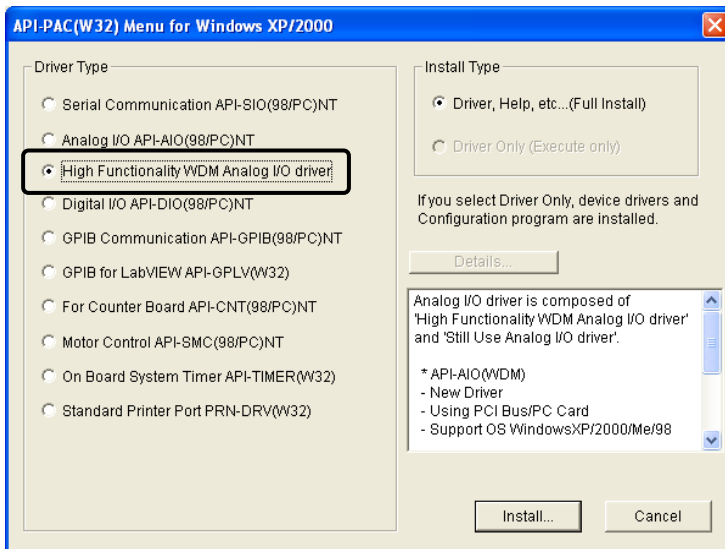 API-PAC(W32) Menu for Windows XP/2000
Driver Type
Serial Communication API-SIO(98/PC)NT
Analog I/O API-AIO(98/PC)NT
High Functionality WDM Analog I/O driver
Digital I/O API-DIO(98/PC)NT
GPIB Communication API-GPIB(98/PC)NT
GPIB for LabVIEW API-GPLV(W32)
For Counter Board API-CNT(98/PC)NT
Motor Control API-SMC(98/PC)NT
On Board System Timer API-TIMER(W32)
Standard Printer Port PRN-DRV(W32)
Install Type
Driver, Help, etc...(Full Install)
Driver Only (Execute only)
If you select Driver Only, device drivers and
Configuration program are installed.
Details...
Analog I/O driver is composed of
'High Functionality WDM Analog I/O driver'
and 'Still Use Analog I/O driver'.
* API-AIO(WDM)
- New Driver
- Using PCI Bus/PC Card
- Support OS WindowsXP/2000/Me/98
Install...
Cancel